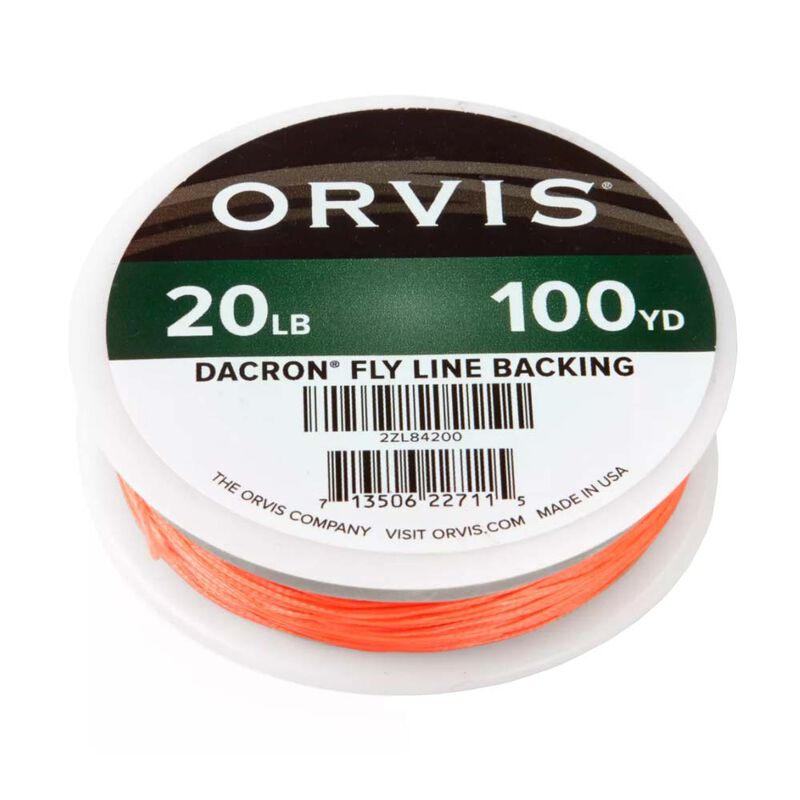 ORVIS®
20LB 100YD
DACRON® FLY LINE BACKING
2ZL84200
7 13506 22711 5
THE ORVIS COMPANY VISIT ORVIS.COM MADE IN USA